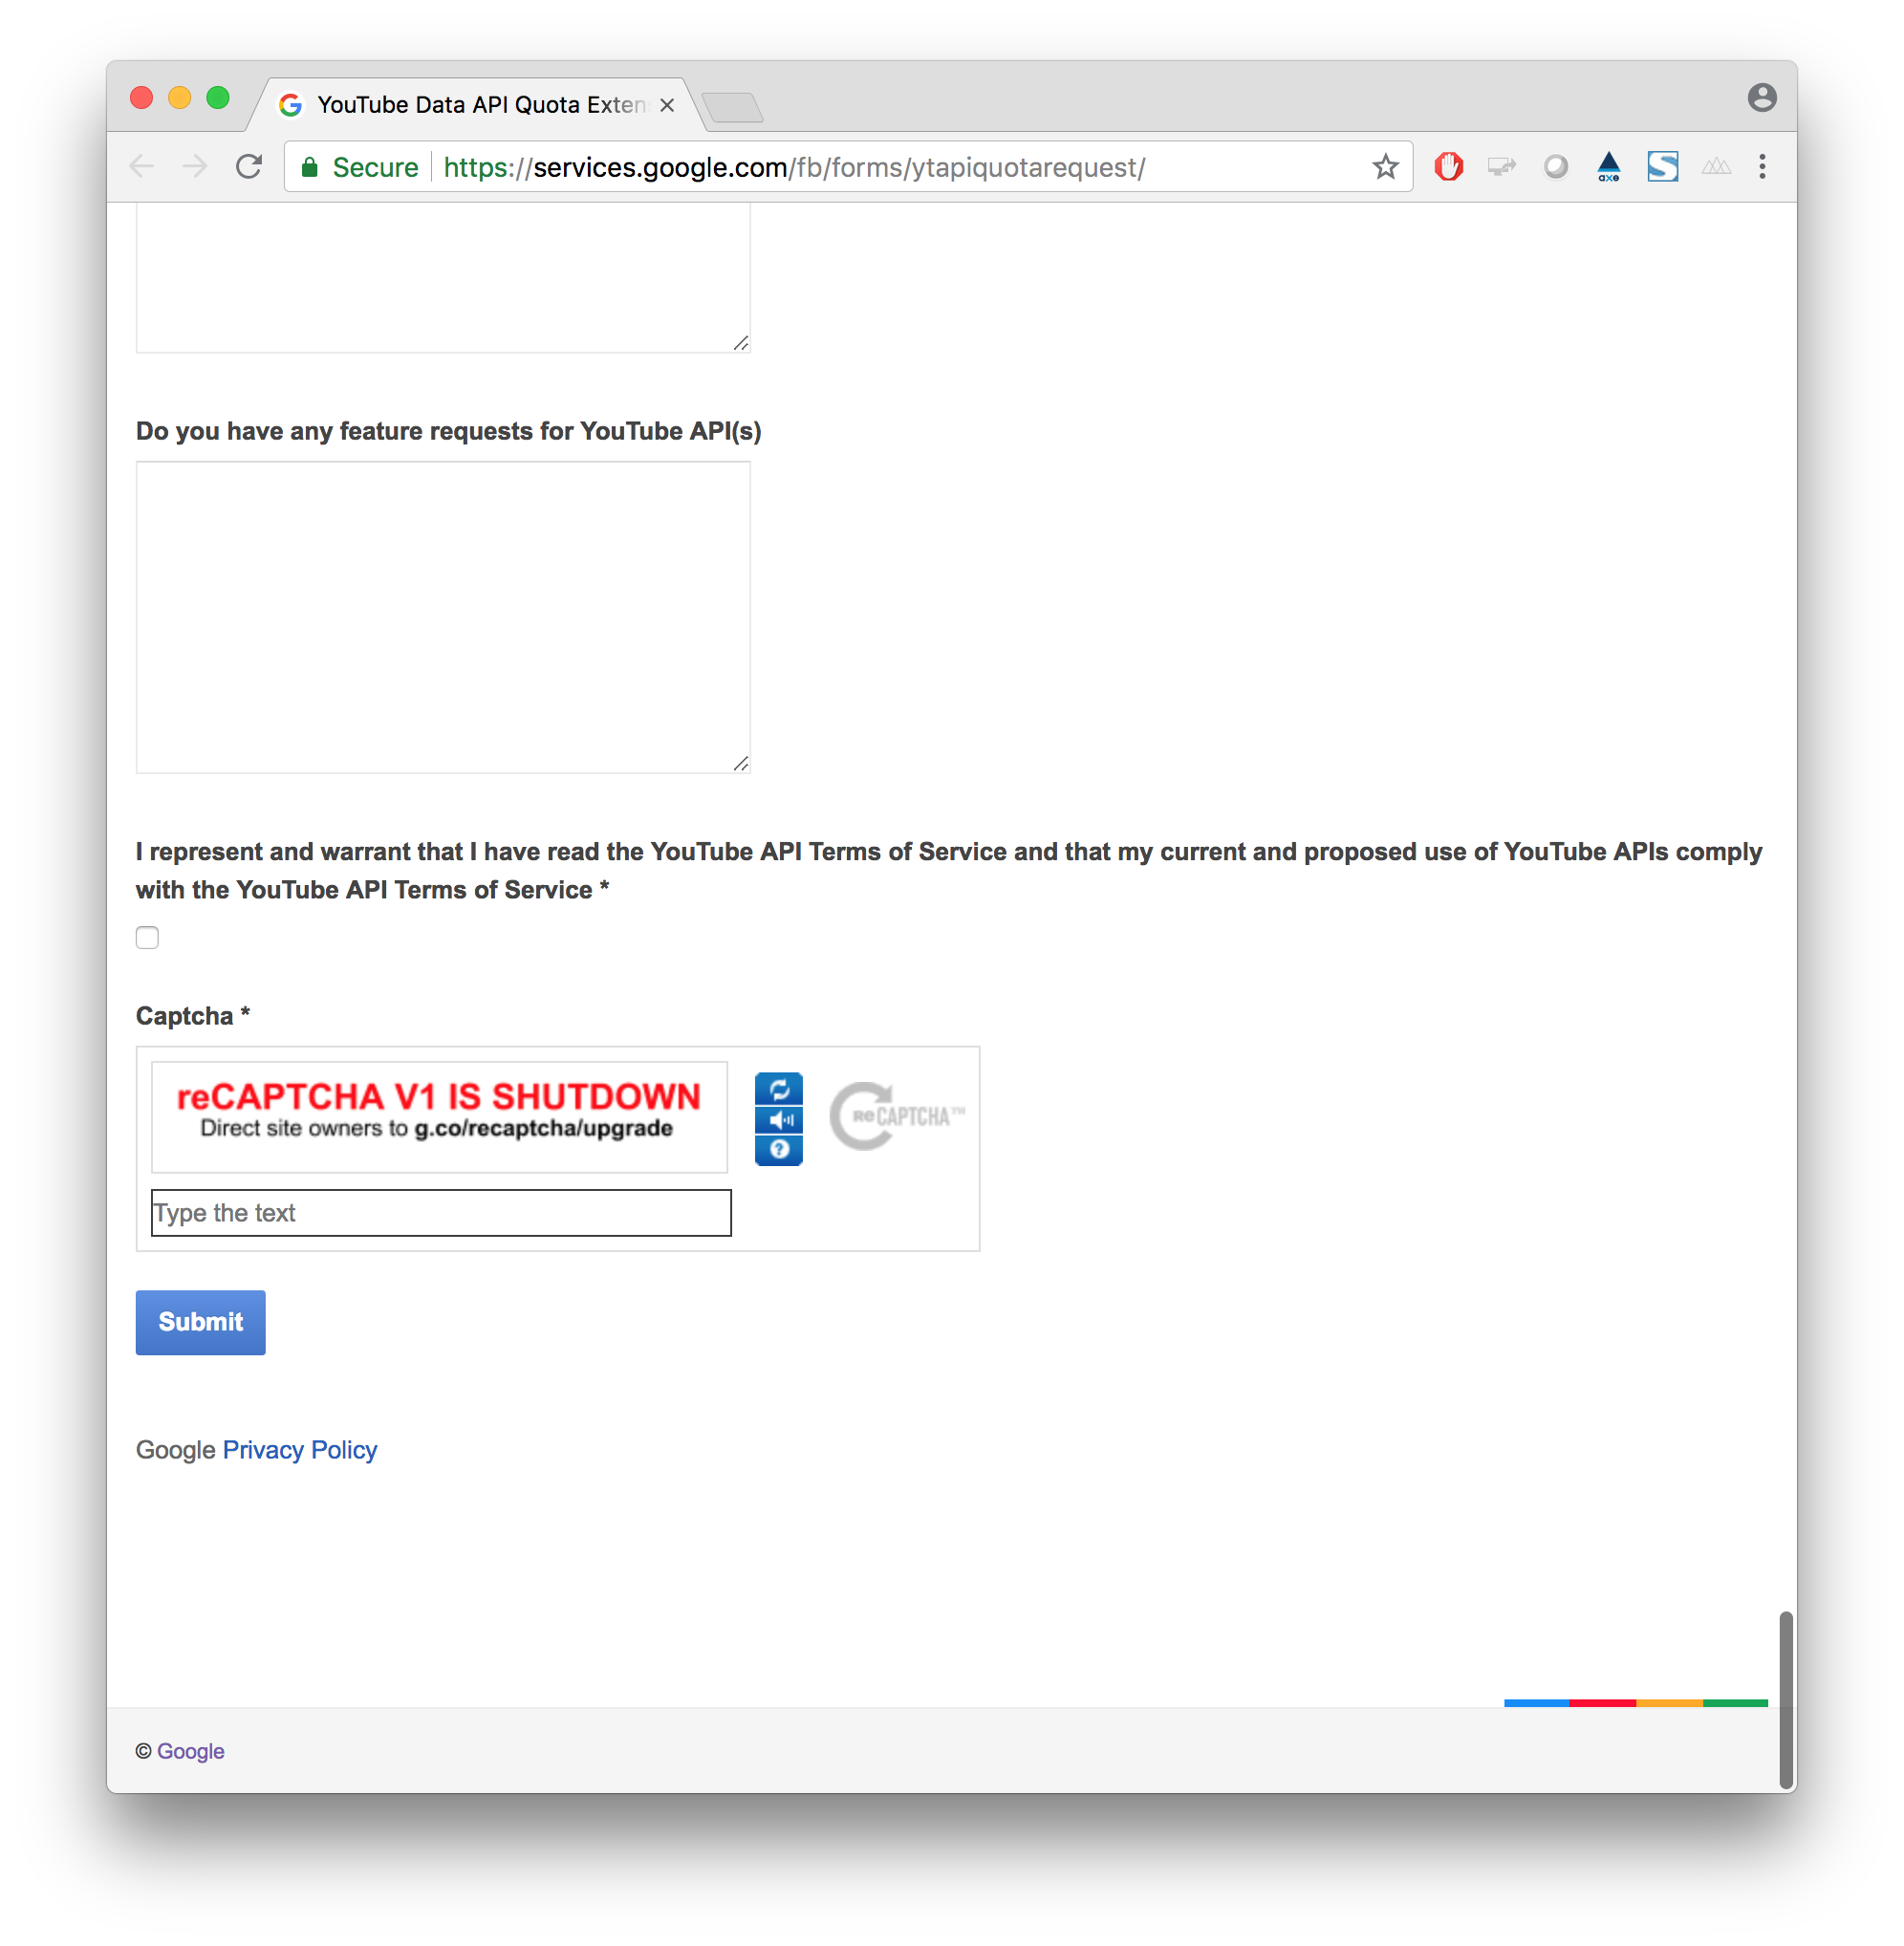 YouTube Data API Quota Exten
Secure https://services.google.com/fb/forms/ytapiquotarequest/
axe
S
Do you have any feature requests for YouTube API(s)
I represent and warrant that I have read the YouTube API Terms of Service and that my current and proposed use of YouTube APIs comply
with the YouTube API Terms of Service *
Captcha *
reCAPTCHA V1 IS SHUTDOWN
Direct site owners to g.co/recaptcha/upgrade
?
ReCAPTCHA™
Type the text
Submit
Google Privacy Policy
© Google